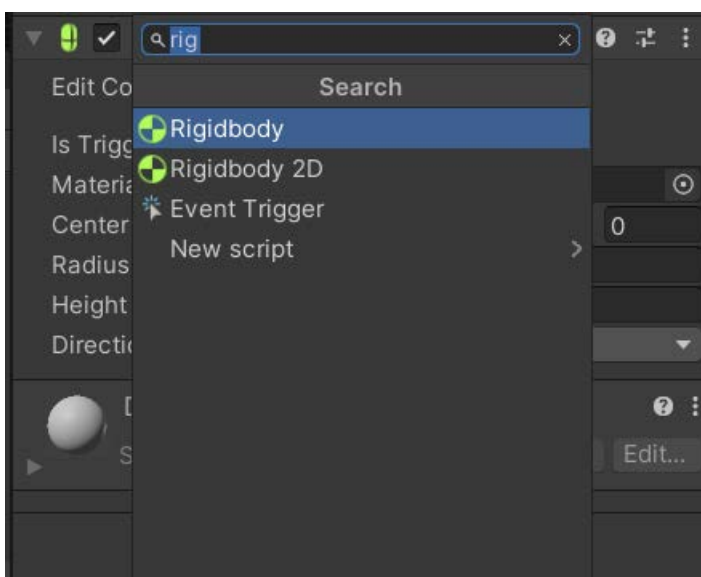 rig
Edit Co
Search
Rigidbody
Is Trigg
Rigidbody 2D
Materia
Event Trigger
Center
0
New script
Radius
Height
Directio
D
S
Edit...